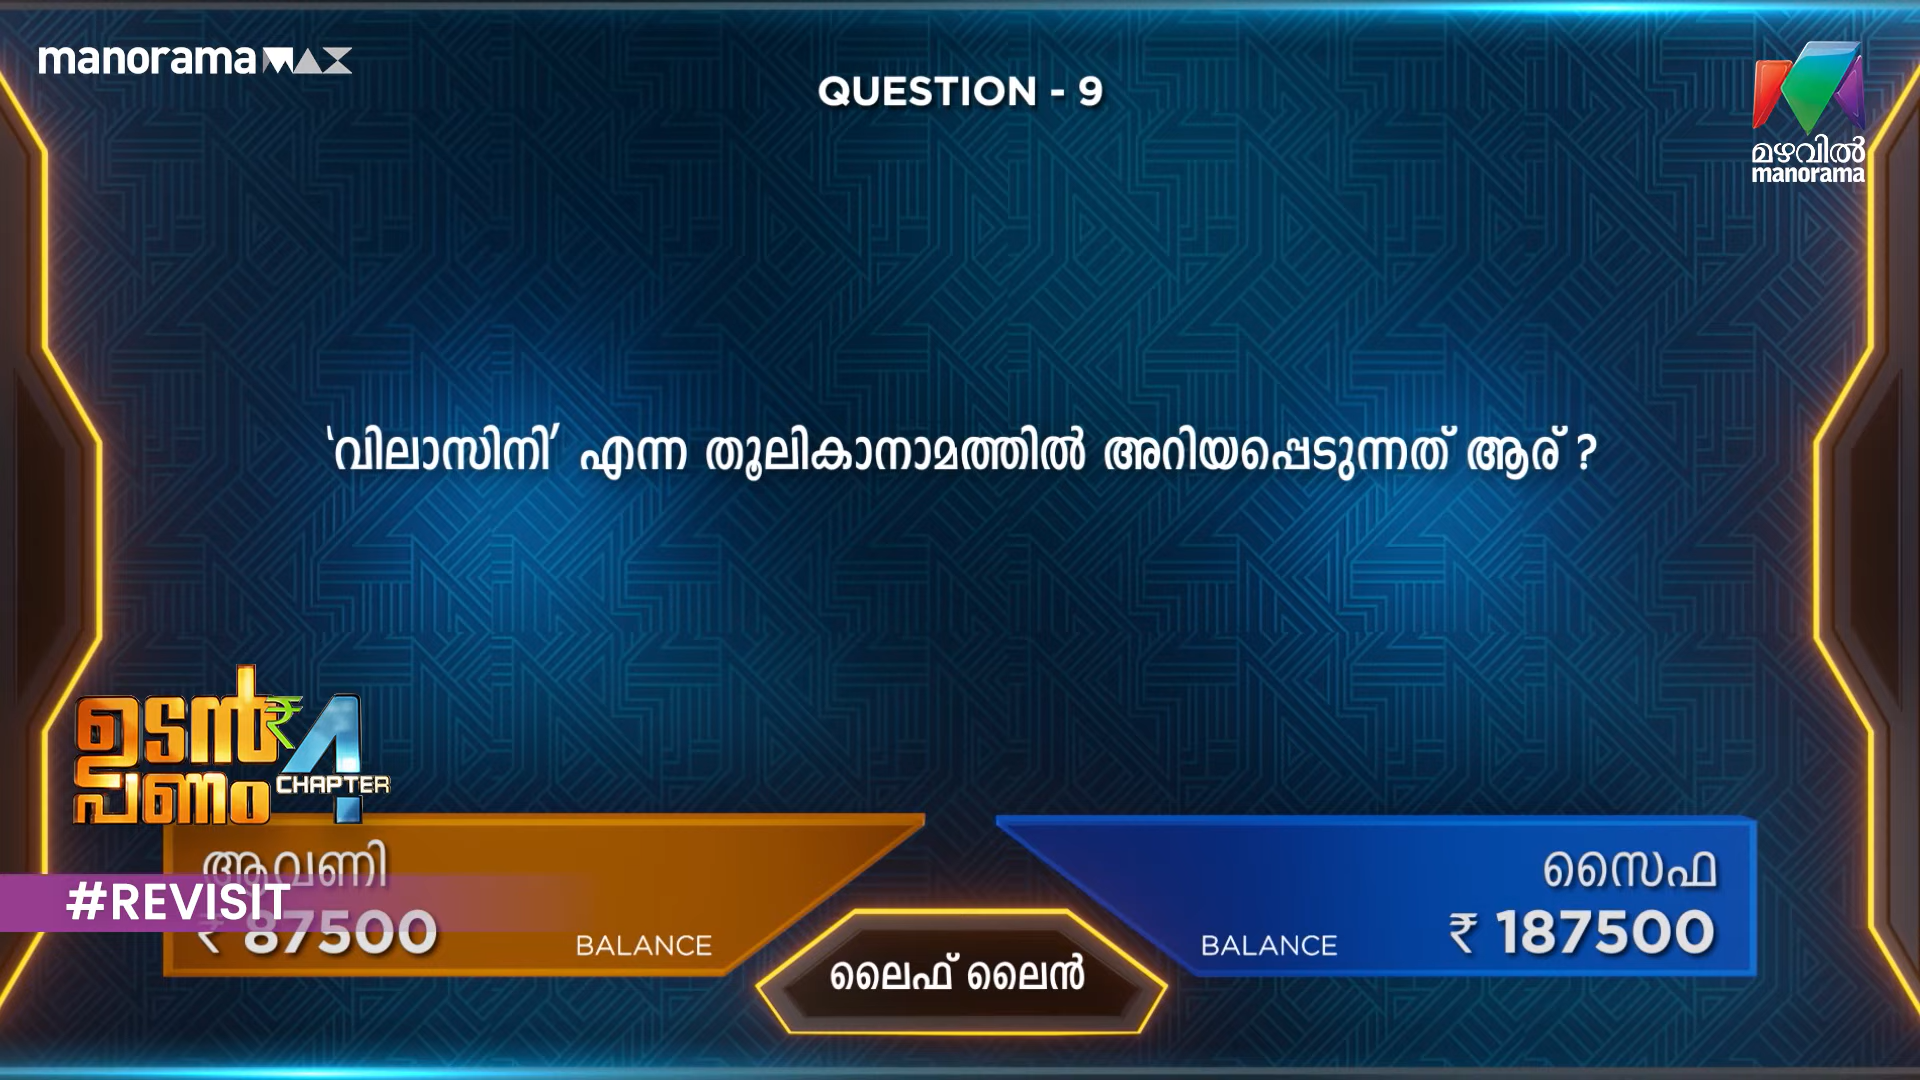 manoramaMAX
QUESTION - 9
മഴവിൽ
manorama
'വിലാസിനി' എന്ന തൂലികാനാമത്തിൽ അറിയപ്പെടുന്നത് ആര് ?
ഉടൻ
പണം
CHAPTER
4
ആവണി
#REVISIT
₹ 87500
BALANCE
ലൈഫ് ലൈൻ
സൈഫ
BALANCE
₹ 187500